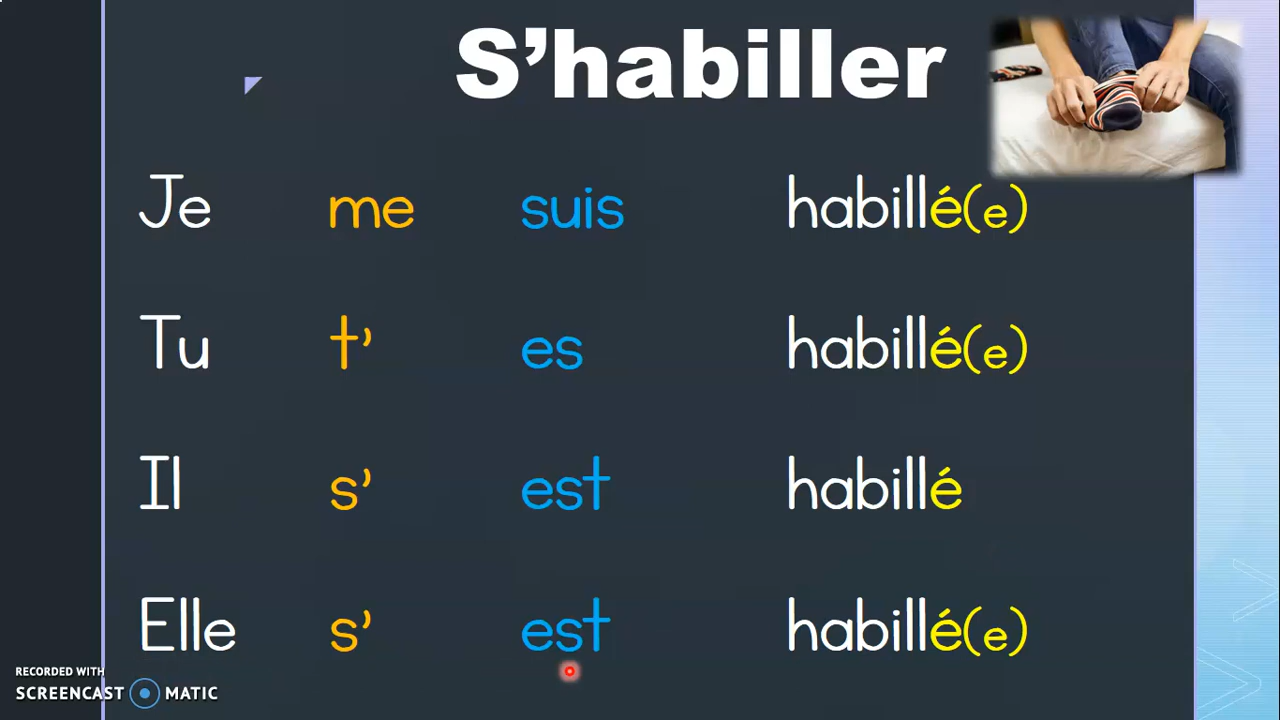 S’habiller
Je me suis habillé(e)
Tu t’ es habillé(e)
Il s’ est habillé
Elle s’ est habillé(e)
RECORDED WITH
SCREENCAST MATIC